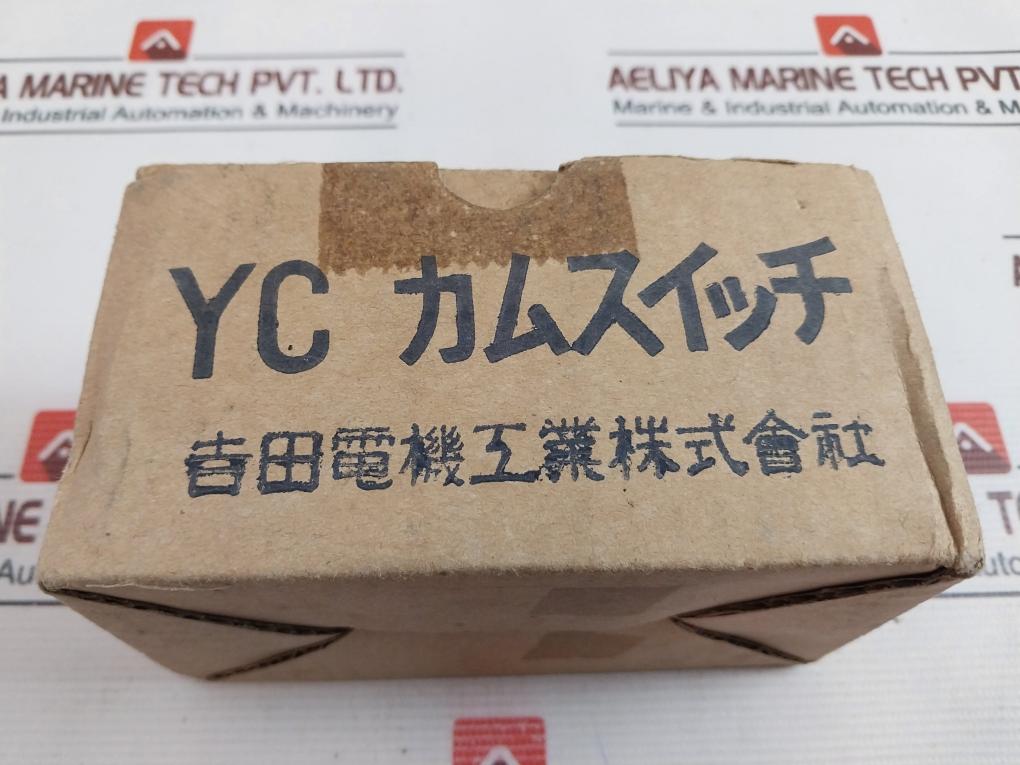 A MARINE TECH PVT. LTD.
Industrial Automation & Machinery
AELIYA MARINE TECH PVT
Marine & Industrial Automation & M
YC カムスイッチ
吉田電機工業株式會社